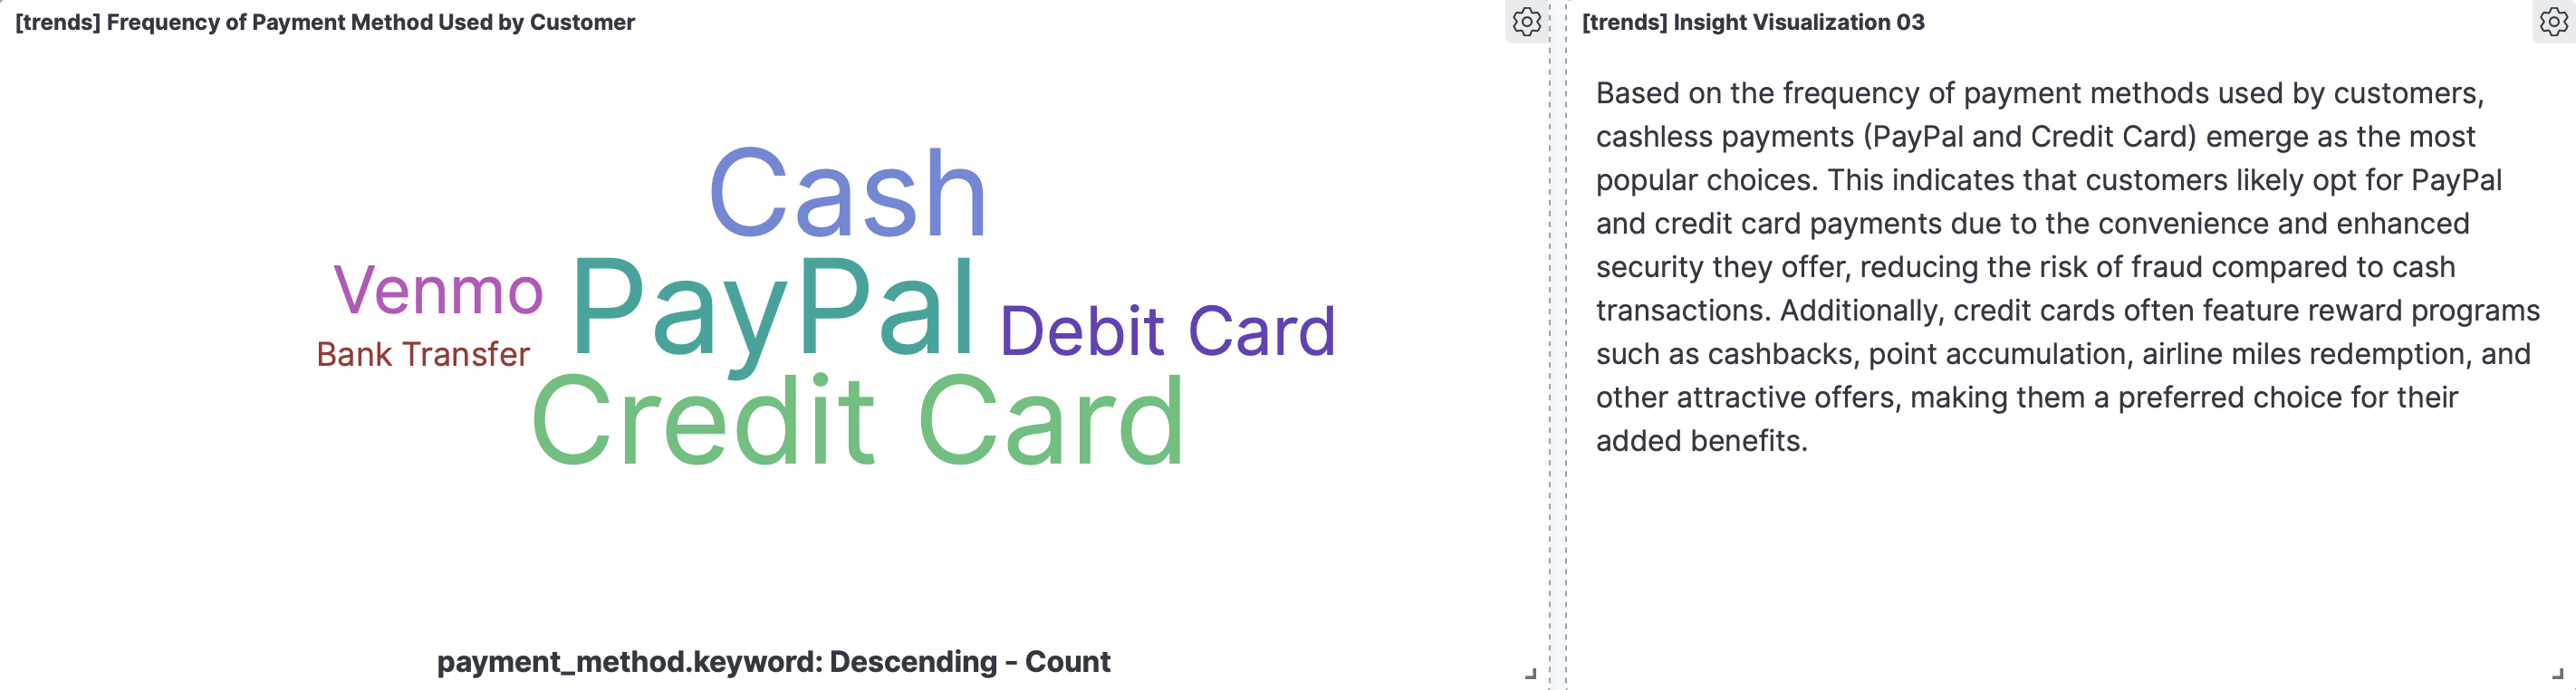 [trends] Frequency of Payment Method Used by Customer
Cash
Venmo
PayPal
Debit Card
Bank Transfer
Credit Card
payment_method.keyword: Descending - Count
[trends] Insight Visualization 03
Based on the frequency of payment methods used by customers,
cashless payments (PayPal and Credit Card) emerge as the most
popular choices. This indicates that customers likely opt for PayPal
and credit card payments due to the convenience and enhanced
security they offer, reducing the risk of fraud compared to cash
transactions. Additionally, credit cards often feature reward programs
such as cashbacks, point accumulation, airline miles redemption, and
other attractive offers, making them a preferred choice for their
added benefits.